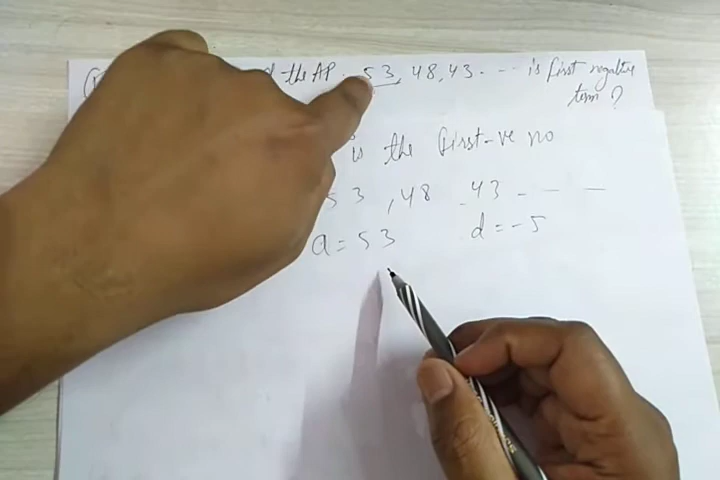 the AP. 53, 48, 43 - - - is first negative
term ?
is the first -ve no
53 , 48 43 - - -
a = 53 d = -5